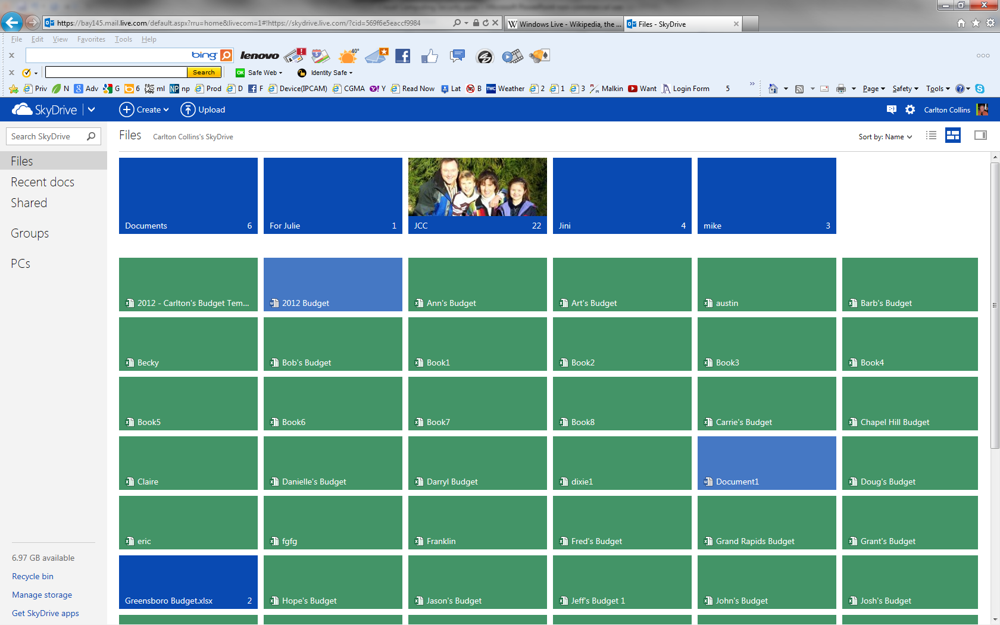 https://bay145.mail.live.com/default.aspx?rru=home&livecom=1#!https://skydrive.live.com/?cid=569f6e5eaccf9984
Windows Live - Wikipedia, the ...
Files - SkyDrive
File Edit View Favorites Tools Help
bing lenovo 40°
Search Safe Web Identity Safe
Priv N Adv G 6 ml np Prod D F Device(IPCAM) CGMA Y Read Now Lat B Weather 2 1 3 Malkin Want Login Form 5 Page Safety Tools
SkyDrive Create Upload Carlton Collins
Search SkyDrive
Files Carlton Collins's SkyDrive Sort by: Name
Files
Recent docs
Shared
Groups
PCs
Documents 6 For Julie 1 JCC 22 Jini 4 mike 3
2012 - Carlton's Budget Tem... 2012 Budget Ann's Budget Art's Budget austin Barb's Budget
Becky Bob's Budget Book1 Book2 Book3 Book4
Book5 Book6 Book7 Book8 Carrie's Budget Chapel Hill Budget
Claire Danielle's Budget Darryl Budget dixie1 Document1 Doug's Budget
eric fgfg Franklin Fred's Budget Grand Rapids Budget Grant's Budget
Greensboro Budget.xlsx 2 Hope's Budget Jason's Budget Jeff's Budget 1 John's Budget Josh's Budget
6.97 GB available
Recycle bin
Manage storage
Get SkyDrive apps